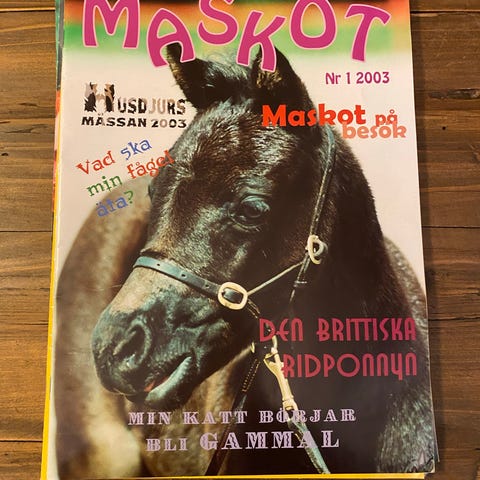 MASKOT
Nr 1 2003
HUSDJURS
MÄSSAN 2003
Maskot på
besök
Vad ska
min fågel
äta?
DEN BRITTISKA
RIDPONNYN
MIN KATT BÖRJAR
BLI GAMMAL